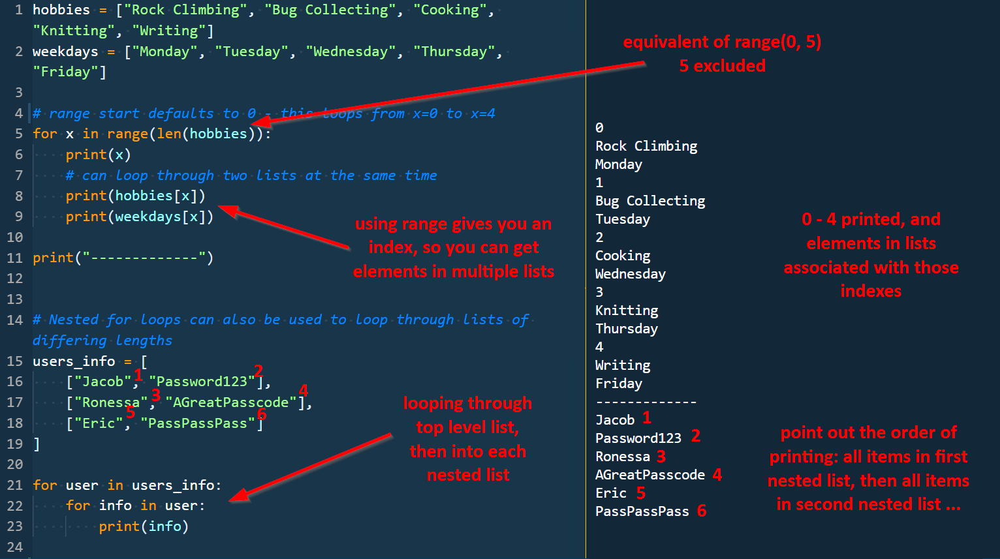 1 hobbies = ["Rock Climbing", "Bug Collecting", "Cooking",
"Knitting", "Writing"]
2 weekdays = ["Monday", "Tuesday", "Wednesday", "Thursday",
"Friday"]
3
4 # range start defaults to 0 - this loops from x=0 to x=4
5 for x in range(len(hobbies)):
6 print(x)
7 # can loop through two lists at the same time
8 print(hobbies[x])
9 print(weekdays[x])
10
11 print("-------------")
12
13
14 # Nested for loops can also be used to loop through lists of
differing lengths
15 users_info = [
16 ["Jacob", "Password123"],
1 2
17 ["Ronessa", "AGreatPasscode"],
3 4
18 ["Eric", "PassPassPass"]
5 6
19 ]
20
21 for user in users_info:
22 for info in user:
23 print(info)
24
using range gives you an
index, so you can get
elements in multiple lists
looping through
top level list,
then into each
nested list
equivalent of range(0, 5)
5 excluded
0
Rock Climbing
Monday
1
Bug Collecting
Tuesday
2
Cooking
Wednesday
3
Knitting
Thursday
4
Writing
Friday
-------------
Jacob 1
Password123 2
Ronessa 3
AGreatPasscode 4
Eric 5
PassPassPass 6
0 - 4 printed, and
elements in lists
associated with those
indexes
point out the order of
printing: all items in first
nested list, then all items
in second nested list ...